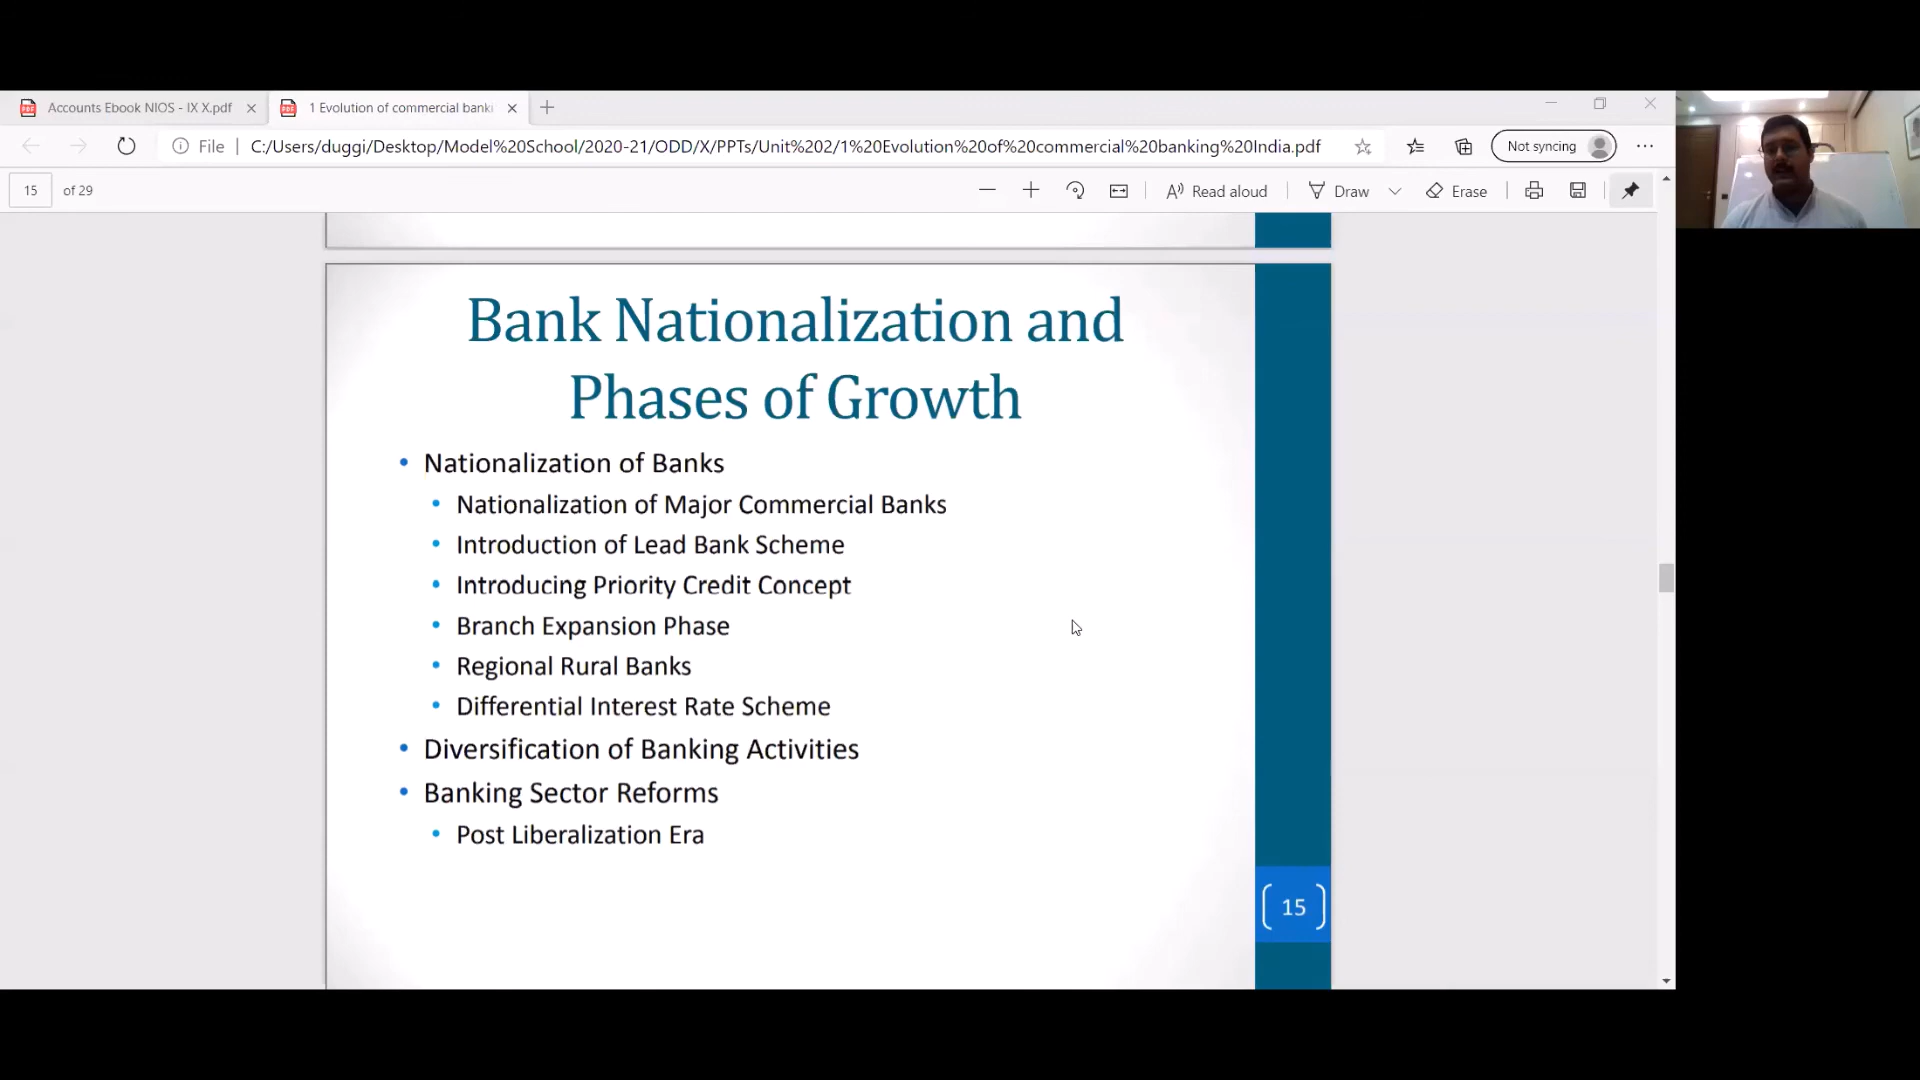 Accounts Ebook NIOS - IX X.pdf
1 Evolution of commercial banki
File
C:/Users/duggi/Desktop/Model%20School/2020-21/ODD/X/PPTs/Unit%202/1%20Evolution%20of%20commercial%20banking%20India.pdf
Not syncing
15 of 29
Read aloud
Draw
Erase
Bank Nationalization and
Phases of Growth
• Nationalization of Banks
• Nationalization of Major Commercial Banks
• Introduction of Lead Bank Scheme
• Introducing Priority Credit Concept
• Branch Expansion Phase
• Regional Rural Banks
• Differential Interest Rate Scheme
• Diversification of Banking Activities
• Banking Sector Reforms
• Post Liberalization Era
15